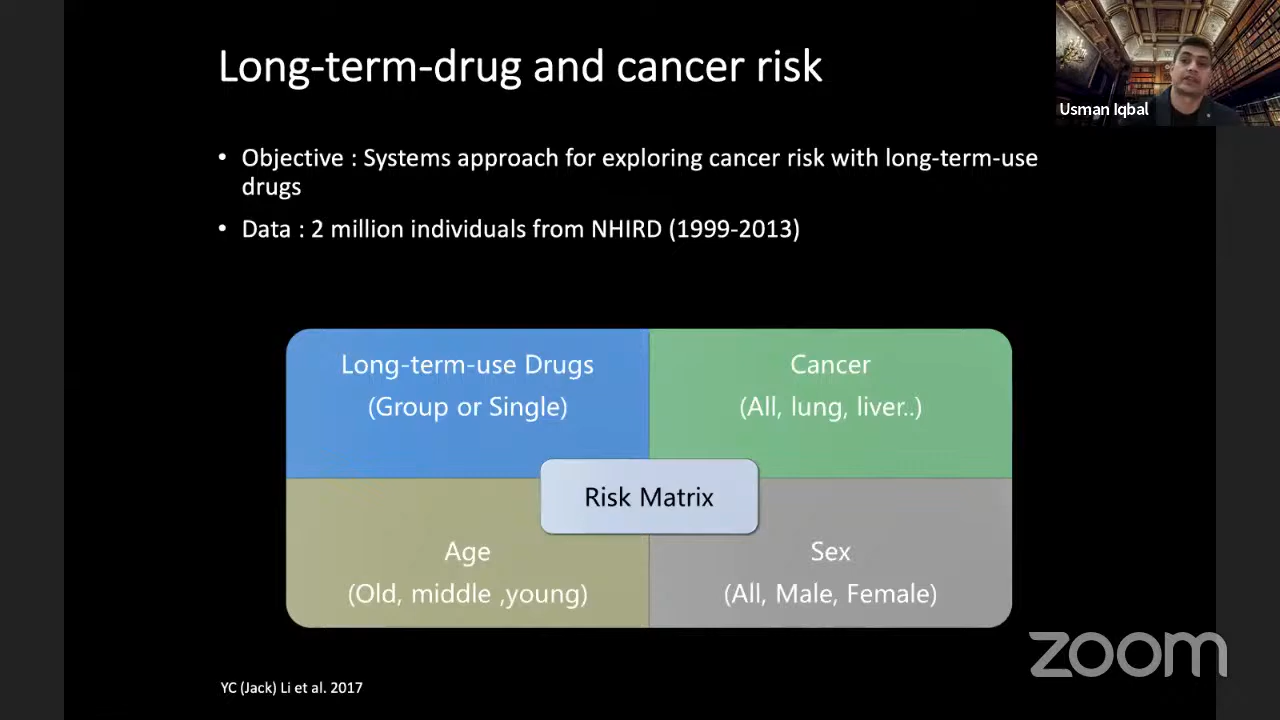 Long-term-drug and cancer risk
Usman Iqbal
• Objective : Systems approach for exploring cancer risk with long-term-use
drugs
• Data : 2 million individuals from NHIRD (1999-2013)
Long-term-use Drugs
(Group or Single)
Cancer
(All, lung, liver..)
Risk Matrix
Age
(Old, middle ,young)
Sex
(All, Male, Female)
zoom
YC (Jack) Li et al. 2017